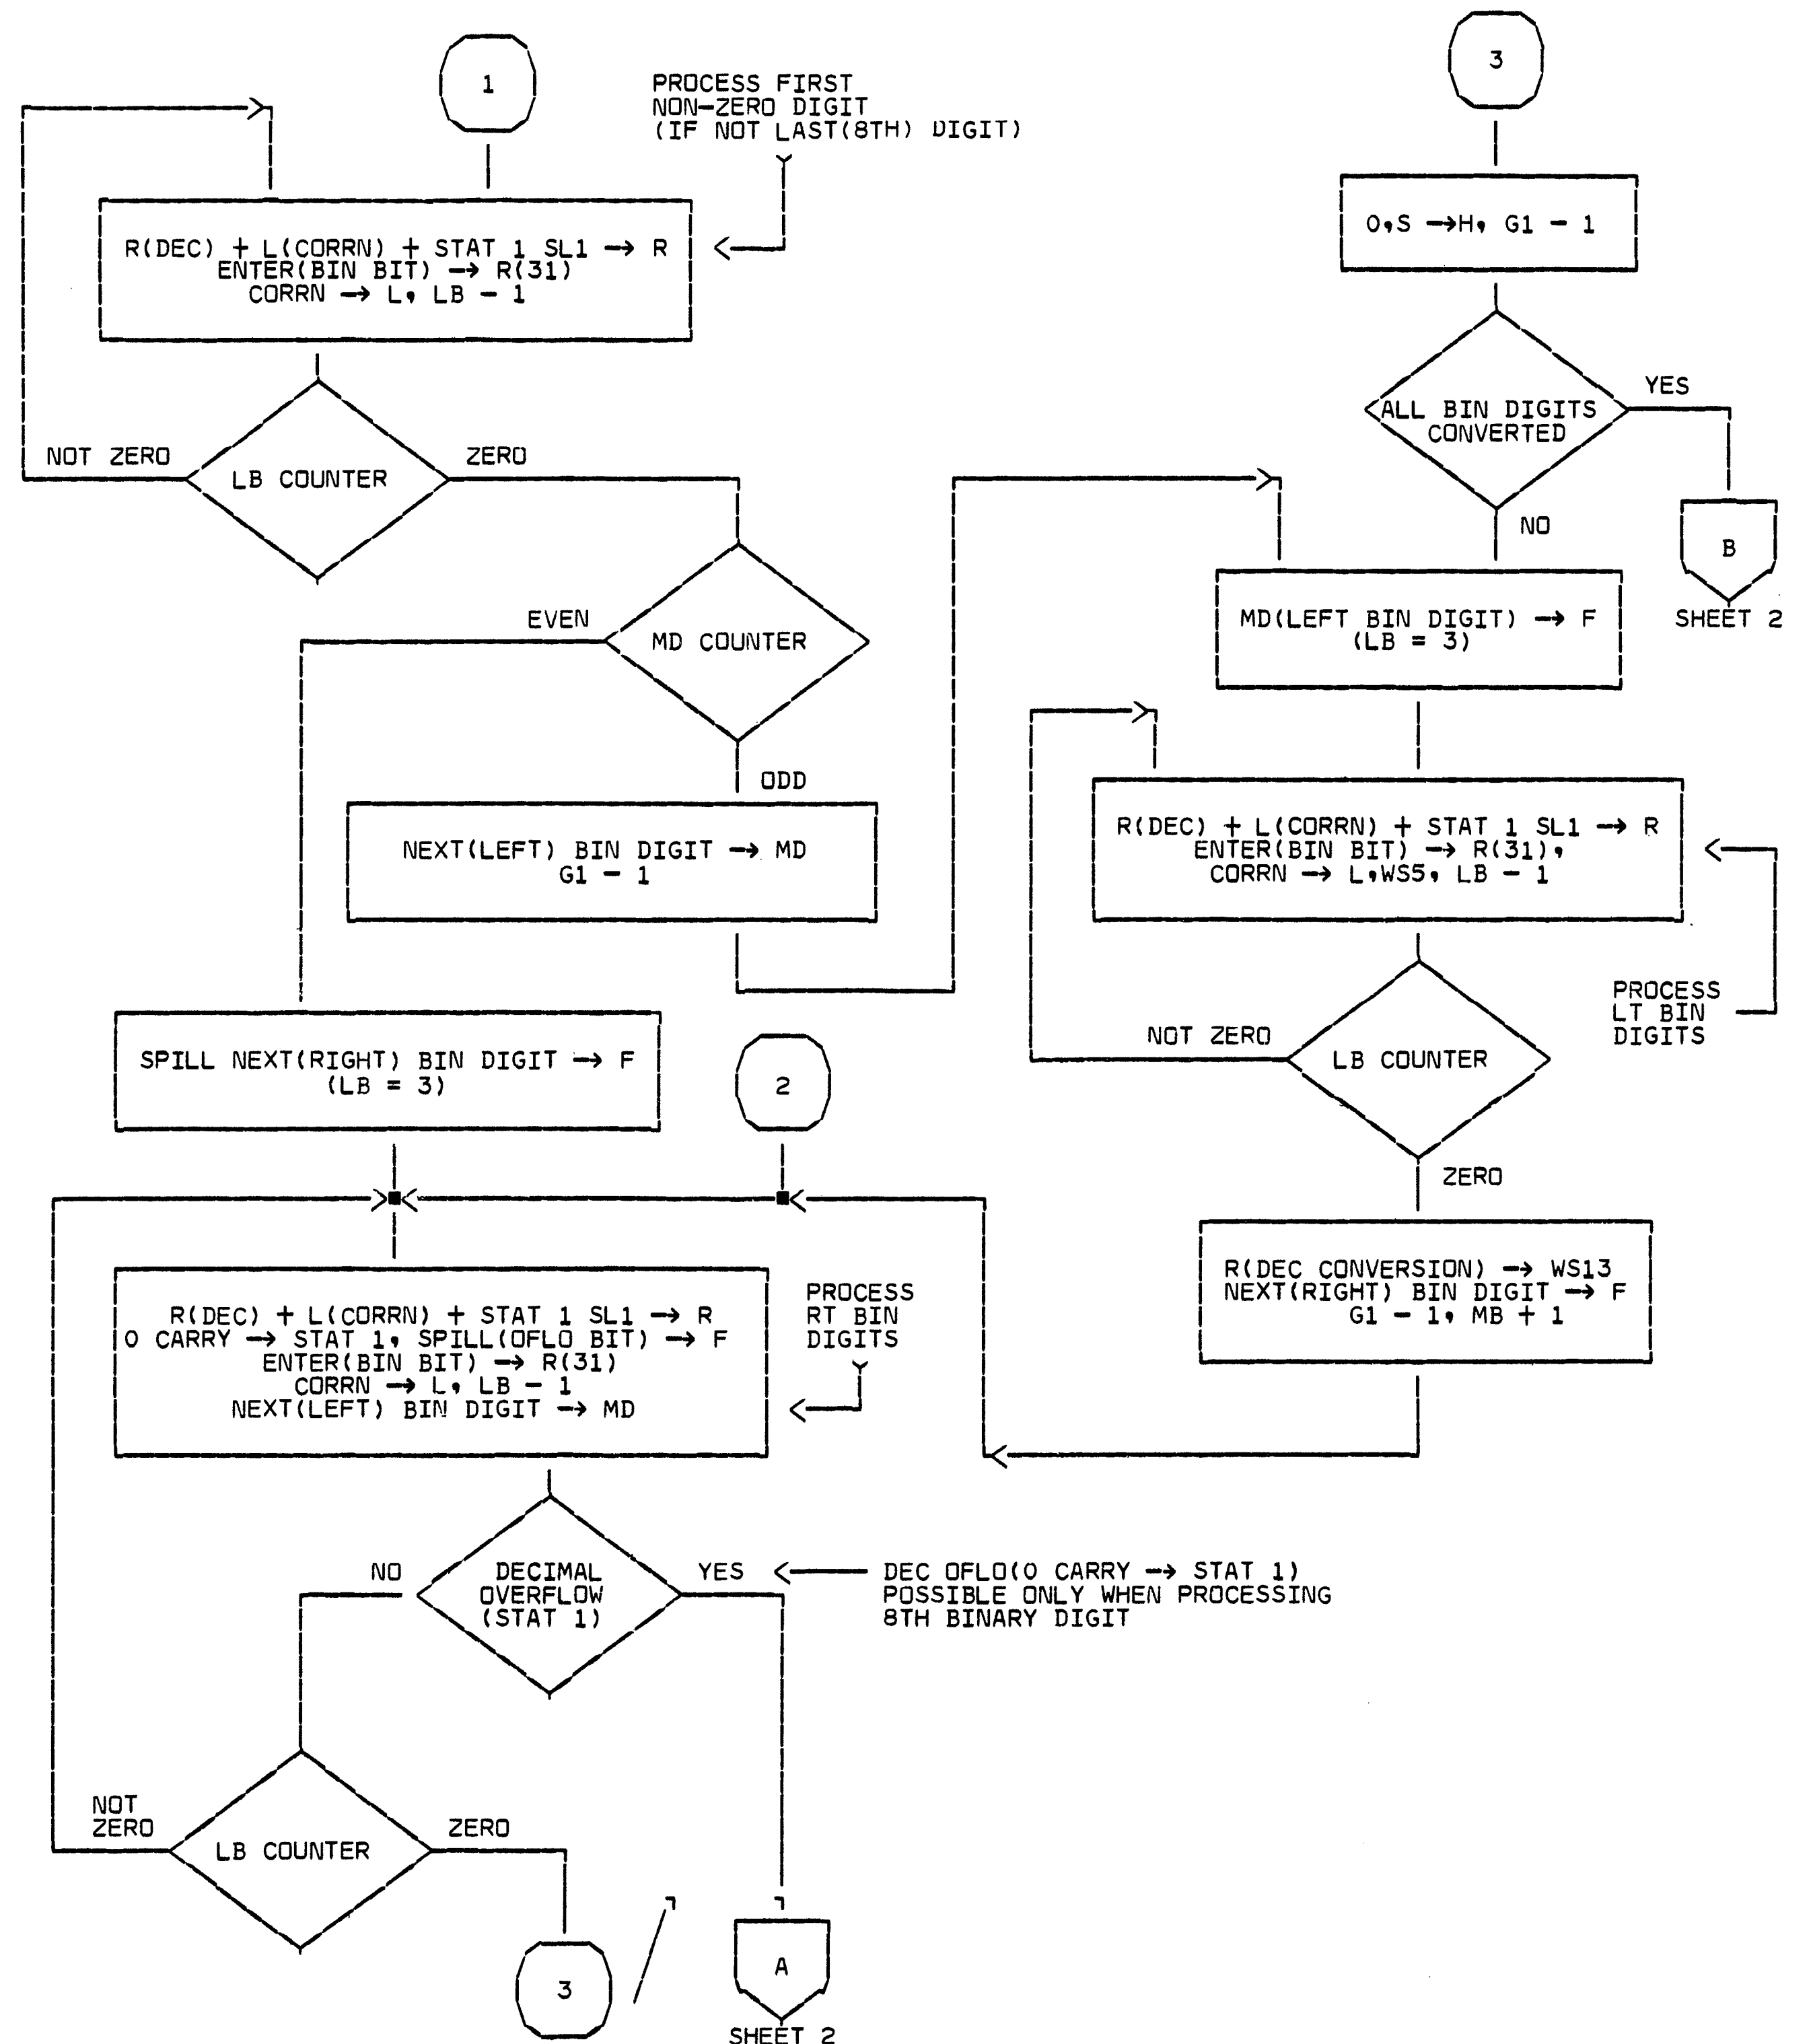 1
PROCESS FIRST
NON-ZERO DIGIT
(IF NOT LAST(8TH) DIGIT)
R(DEC) + L(CORRN) + STAT 1 SL1 → R
ENTER(BIN BIT) → R(31)
CORRN → L, LB - 1
NOT ZERO
LB COUNTER
ZERO
EVEN
MD COUNTER
ODD
NEXT(LEFT) BIN DIGIT → MD
G1 - 1
SPILL NEXT(RIGHT) BIN DIGIT → F
(LB = 3)
2
R(DEC) + L(CORRN) + STAT 1 SL1 → R
0 CARRY → STAT 1, SPILL(OFLO BIT) → F
ENTER(BIN BIT) → R(31)
CORRN → L, LB - 1
NEXT(LEFT) BIN DIGIT → MD
PROCESS
RT BIN
DIGITS
NO
DECIMAL
OVERFLOW
(STAT 1)
YES
DEC OFLO(0 CARRY → STAT 1)
POSSIBLE ONLY WHEN PROCESSING
8TH BINARY DIGIT
NOT
ZERO
LB COUNTER
ZERO
3
A
SHEET 2
3
0,S →H, G1 - 1
ALL BIN DIGITS
CONVERTED
YES
NO
B
SHEET 2
MD(LEFT BIN DIGIT) → F
(LB = 3)
R(DEC) + L(CORRN) + STAT 1 SL1 → R
ENTER(BIN BIT) → R(31),
CORRN → L,WS5, LB - 1
PROCESS
LT BIN
DIGITS
NOT ZERO
LB COUNTER
ZERO
R(DEC CONVERSION) → WS13
NEXT(RIGHT) BIN DIGIT → F
G1 - 1, MB + 1